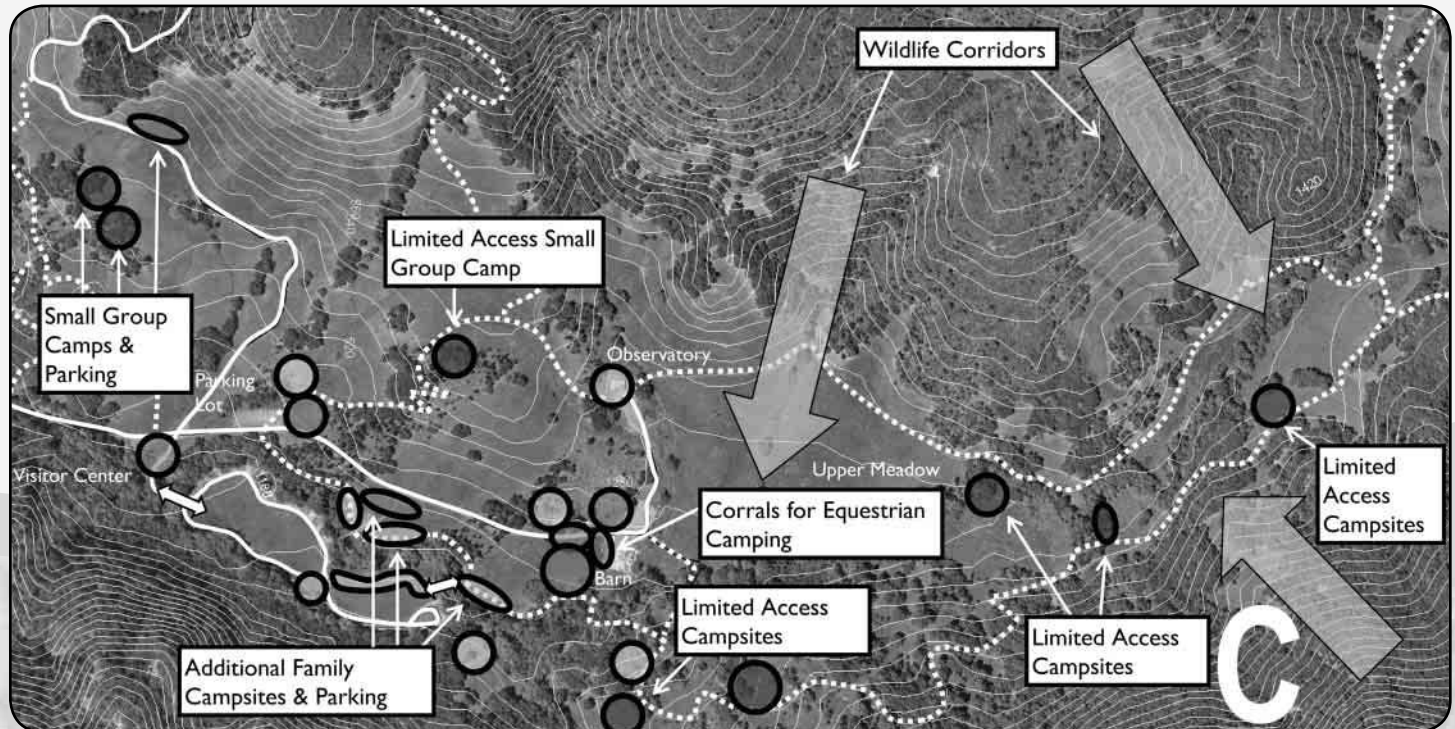 Wildlife Corridors
1420
Limited Access Small
Group Camp
Small Group
Camps &
Parking
Parking
Lot
Observatory
Visitor Center
1180
Upper Meadow
Limited
Access
Campsites
Corrals for Equestrian
Camping
Barn
Limited Access
Campsites
Limited Access
Campsites
Additional Family
Campsites & Parking
C